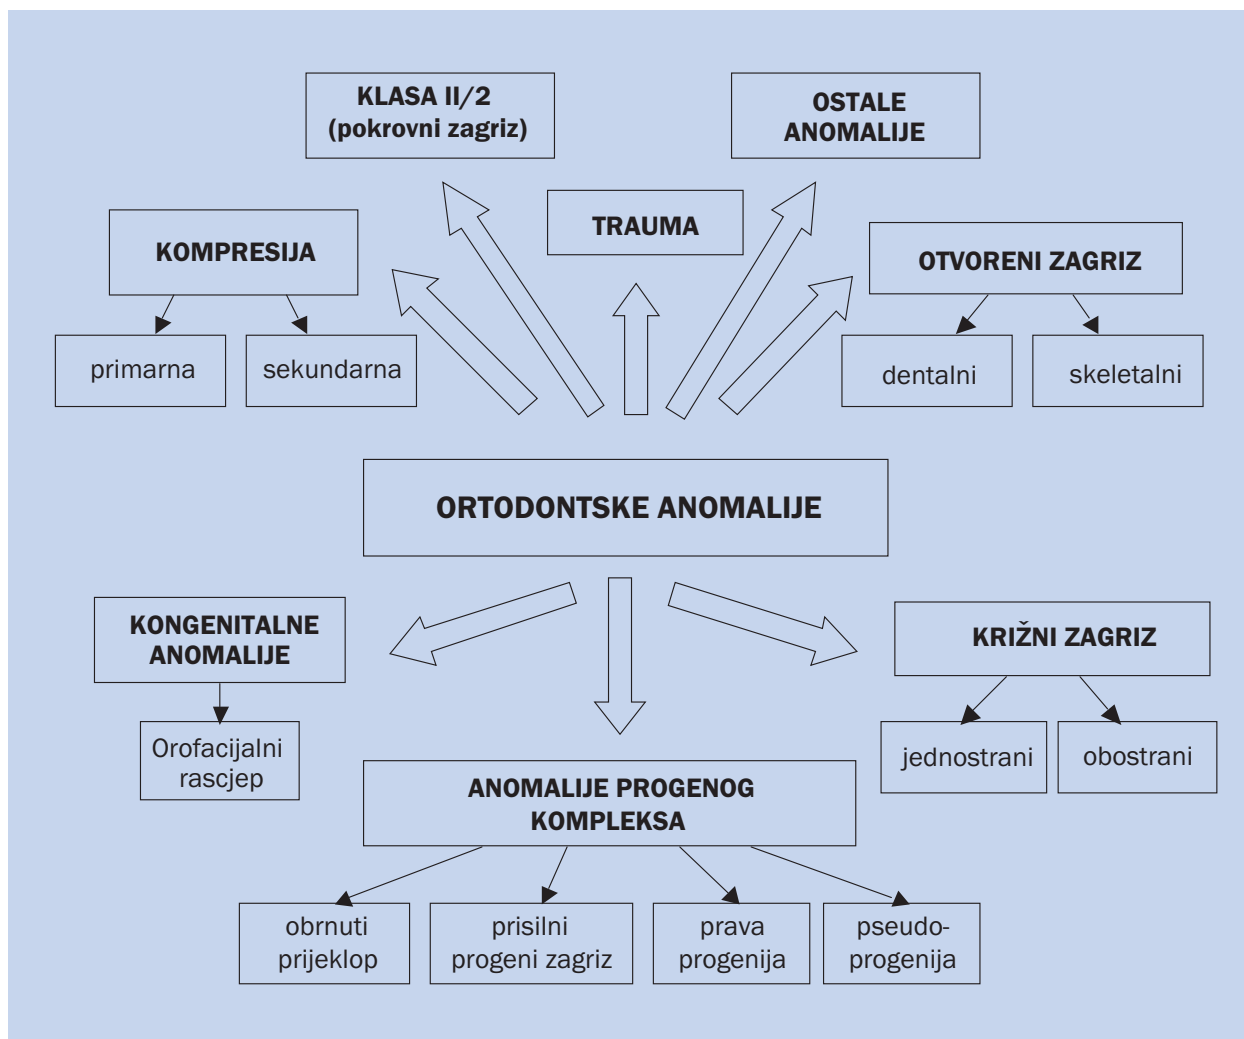 KLASA II/2
(pokrovni zagriz)
OSTALE
ANOMALIJE
TRAUMA
KOMPRESIJA
OTVORENI ZAGRIZ
primarna
sekundarna
dentalni
skeletalni
ORTODONTSKE ANOMALIJE
KONGENITALNE
ANOMALIJE
KRIŽNI ZAGRIZ
Orofacijalni
rascjep
jednostrani
obostrani
ANOMALIJE PROGENOG
KOMPLEKSA
obrnuti
prijeklop
prisilni
progeni zagriz
prava
progenija
pseudo-
progenija